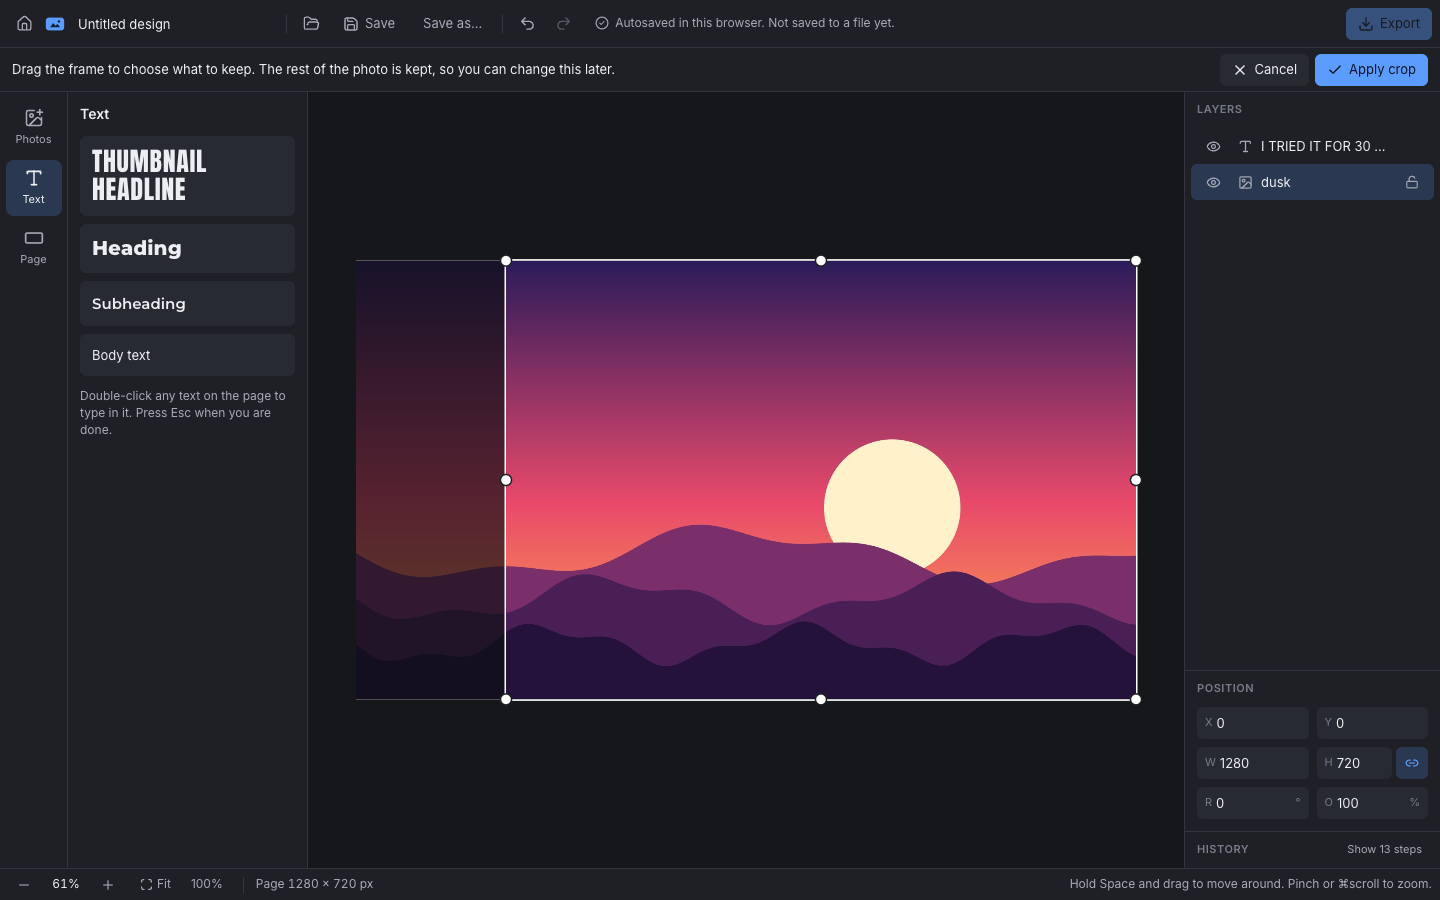 Untitled design
Save
Save as...
Autosaved in this browser. Not saved to a file yet.
Export
Drag the frame to choose what to keep. The rest of the photo is kept, so you can change this later.
Cancel
Apply crop
Photos
Text
Page
Text
THUMBNAIL
HEADLINE
Heading
Subheading
Body text
Double-click any text on the page to
type in it. Press Esc when you are
done.
LAYERS
I TRIED IT FOR 30 ...
dusk
POSITION
X 0
Y 0
W 1280
H 720
R 0 °
O 100 %
HISTORY
Show 13 steps
61%
Fit
100%
Page 1280 × 720 px
Hold Space and drag to move around. Pinch or ⌘scroll to zoom.